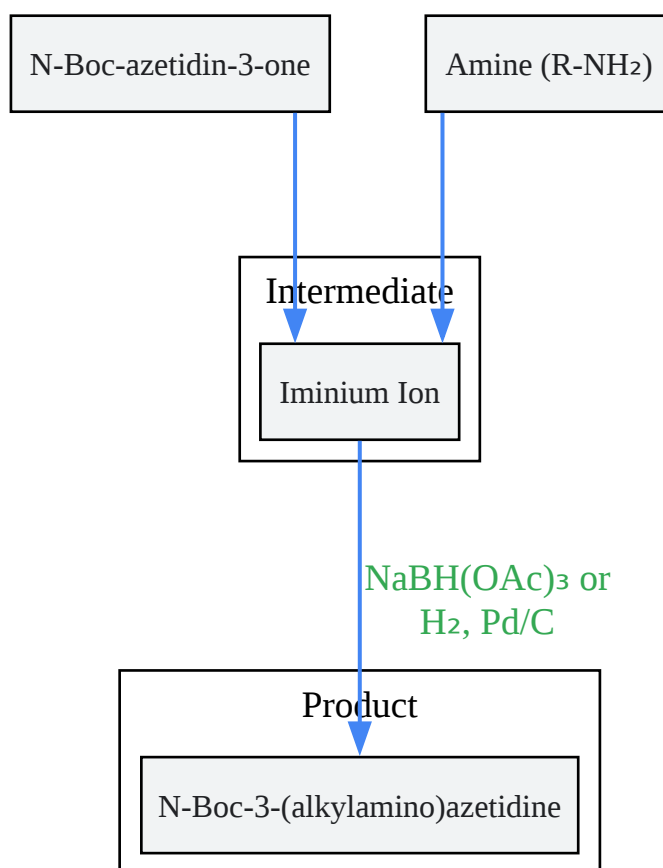 N-Boc-azetidin-3-one
Amine (R-NH₂)
Intermediate
Iminium Ion
NaBH(OAc)₃ or
H₂, Pd/C
Product
N-Boc-3-(alkylamino)azetidine